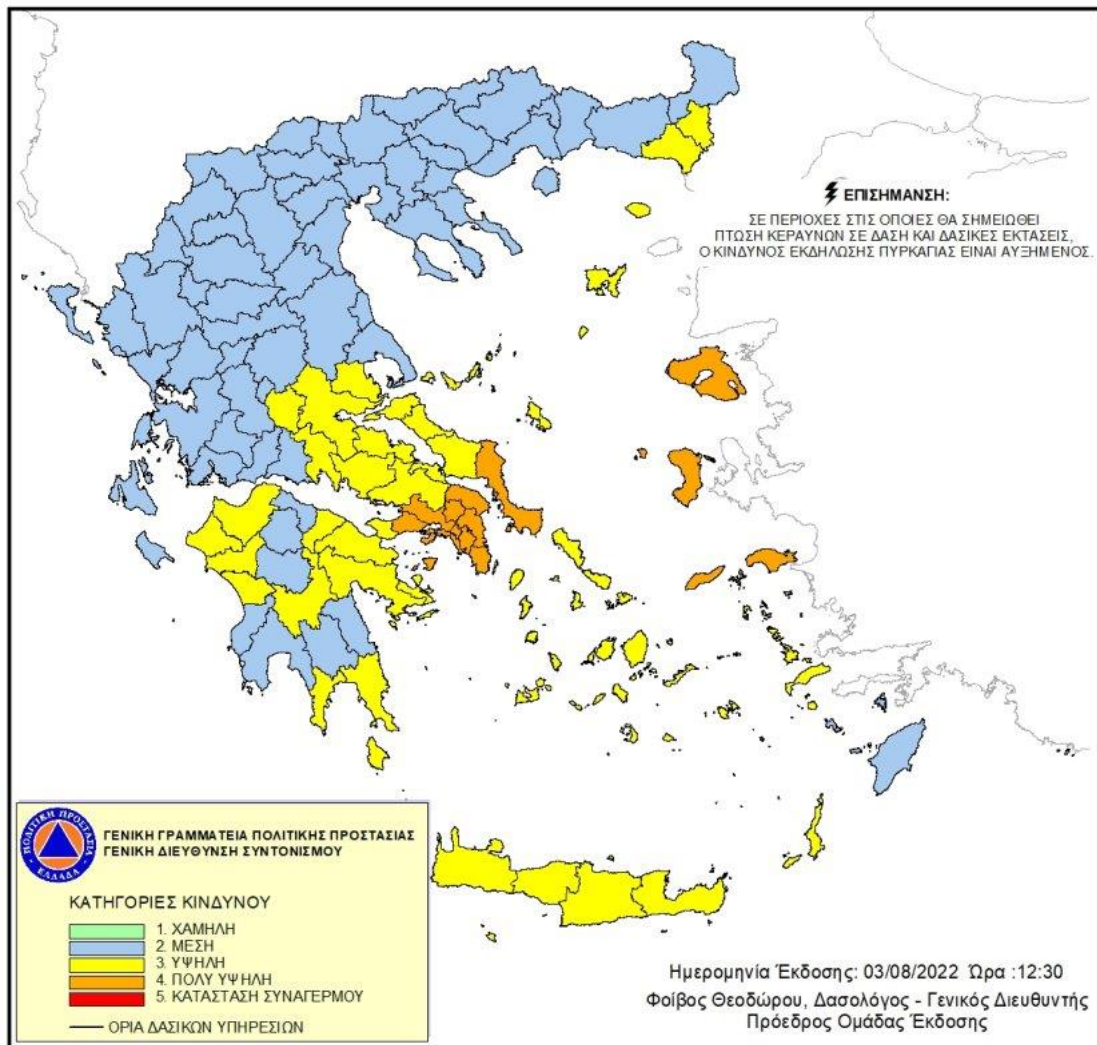 ΕΠΙΣΗΜΑΝΣΗ:
ΣΕ ΠΕΡΙΟΧΕΣ ΣΤΙΣ ΟΠΟΙΕΣ ΘΑ ΣΗΜΕΙΩΘΕΙ
ΠΤΩΣΗ ΚΕΡΑΥΝΩΝ ΣΕ ΔΑΣΗ ΚΑΙ ΔΑΣΙΚΕΣ ΕΚΤΑΣΕΙΣ,
Ο ΚΙΝΔΥΝΟΣ ΕΚΔΗΛΩΣΗΣ ΠΥΡΚΑΓΙΑΣ ΕΙΝΑΙ ΑΥΞΗΜΕΝΟΣ.
ΠΟΛΙΤΙΚΗ ΠΡΟΣΤΑΣΙΑ
ΕΛΛΑΔΑ
ΓΕΝΙΚΗ ΓΡΑΜΜΑΤΕΙΑ ΠΟΛΙΤΙΚΗΣ ΠΡΟΣΤΑΣΙΑΣ
ΓΕΝΙΚΗ ΔΙΕΥΘΥΝΣΗ ΣΥΝΤΟΝΙΣΜΟΥ
ΚΑΤΗΓΟΡΙΕΣ ΚΙΝΔΥΝΟΥ
1. ΧΑΜΗΛΗ
2. ΜΕΣΗ
3. ΥΨΗΛΗ
4. ΠΟΛΥ ΥΨΗΛΗ
5. ΚΑΤΑΣΤΑΣΗ ΣΥΝΑΓΕΡΜΟΥ
ΟΡΙΑ ΔΑΣΙΚΩΝ ΥΠΗΡΕΣΙΩΝ
Ημερομηνία Έκδοσης: 03/08/2022 Ώρα :12:30
Φοίβος Θεοδώρου, Δασολόγος - Γενικός Διευθυντής
Πρόεδρος Ομάδας Έκδοσης